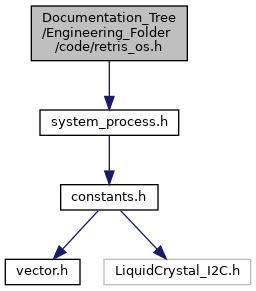 Documentation_Tree
/Engineering_Folder
/code/retris_os.h
system_process.h
constants.h
vector.h
LiquidCrystal_I2C.h